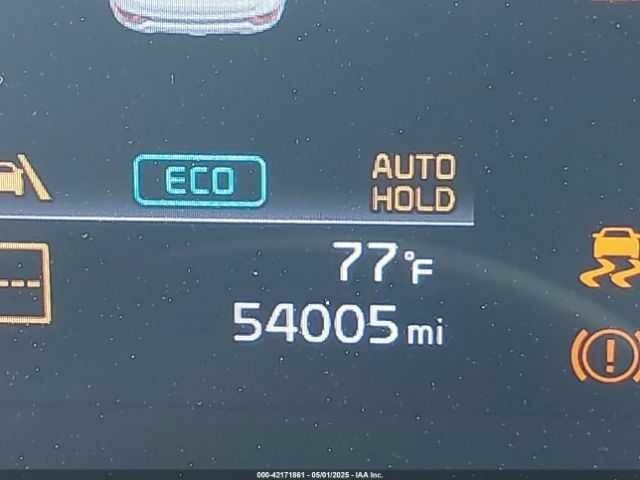 ECO
AUTO
HOLD
77°F
54005 mi
000-42171861 - 05/01/2025 - IAA Inc.